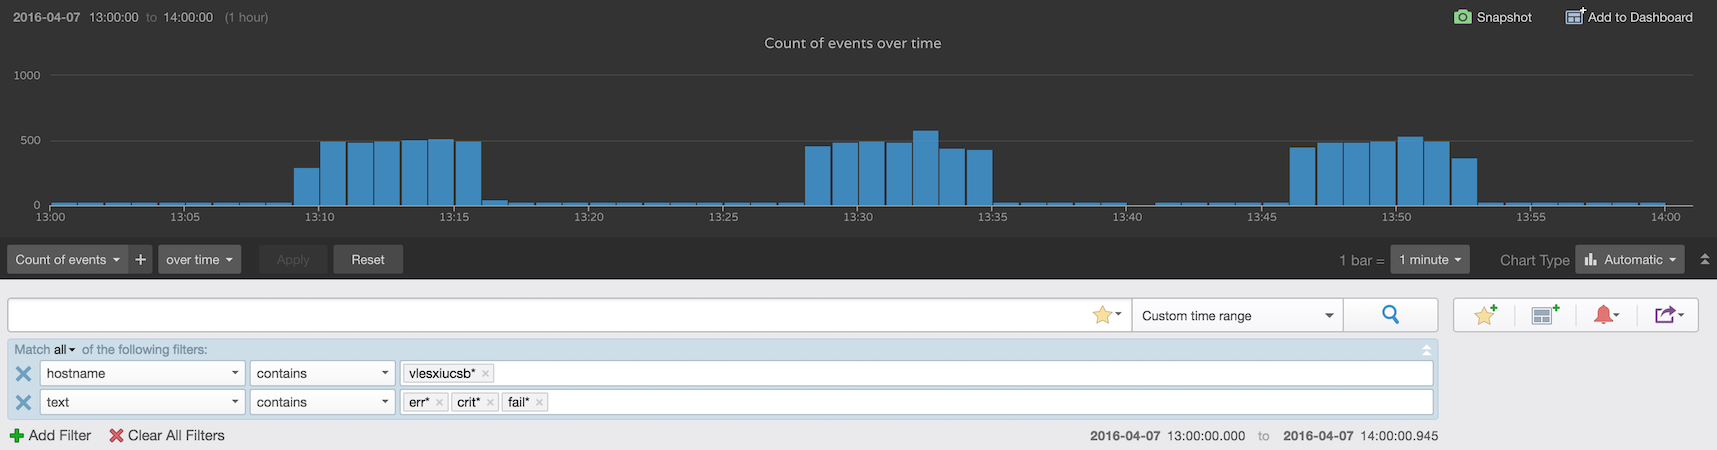 2016-04-07 13:00:00 to 14:00:00 (1 hour) Snapshot Add to Dashboard
Count of events over time
1000
500
0
13:00 13:05 13:10 13:15 13:20 13:25 13:30 13:35 13:40 13:45 13:50 13:55 14:00
Count of events + over time Apply Reset 1 bar = 1 minute Chart Type Automatic
Custom time range
Match all of the following filters:
hostname contains vlesxiucsb* ×
text contains err* × crit* × fail* ×
Add Filter Clear All Filters 2016-04-07 13:00:00.000 to 2016-04-07 14:00:00.945